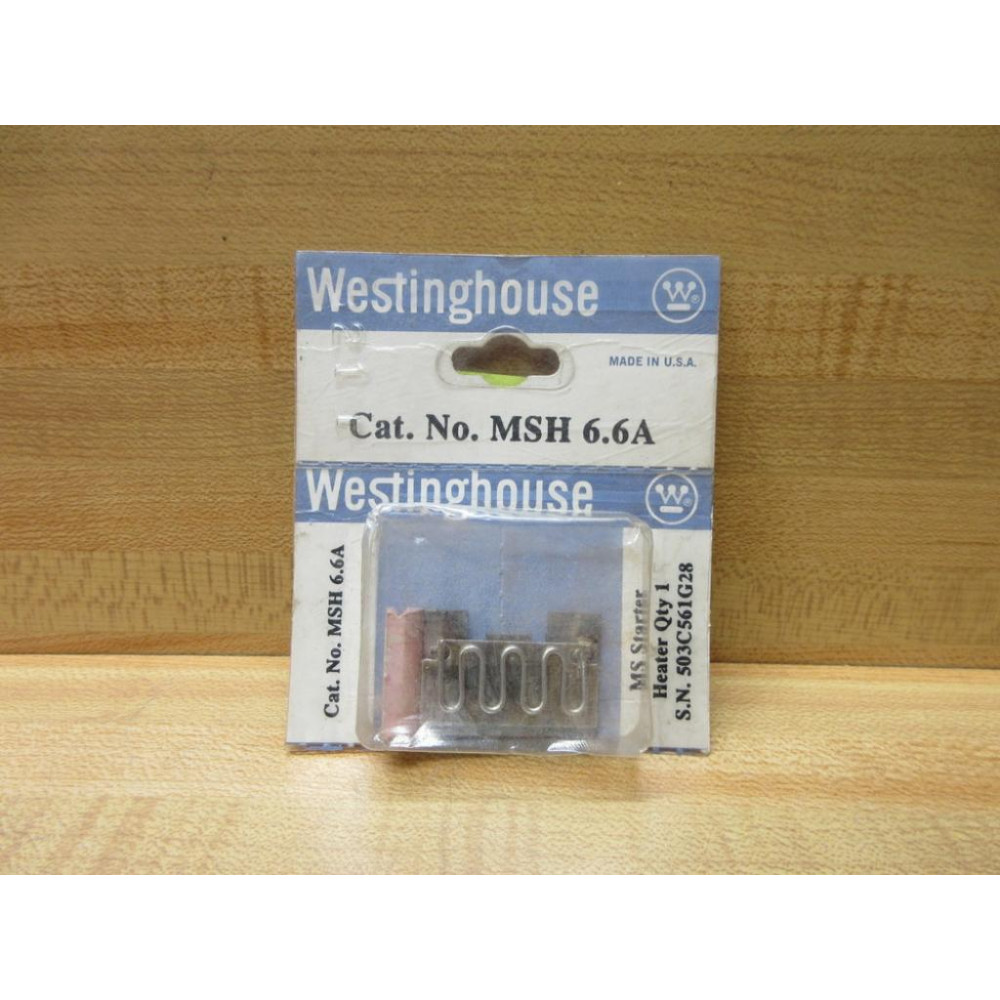 Westinghouse W®
MADE IN U.S.A.
Cat. No. MSH 6.6A
Westinghouse W®
Cat. No. MSH 6.6A
MS Starter
Heater Qty 1
S.N. 503C561G28